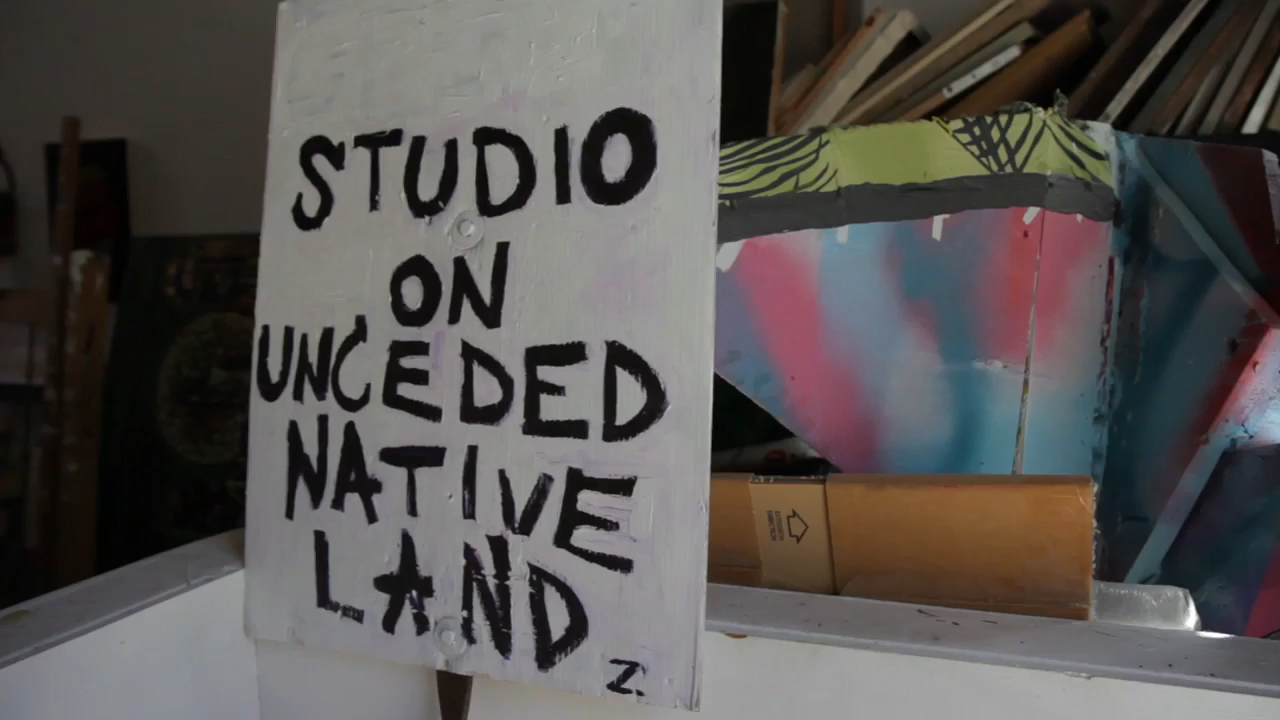 STUDIO
ON
UNCEDED
NATIVE
LAND
Z.